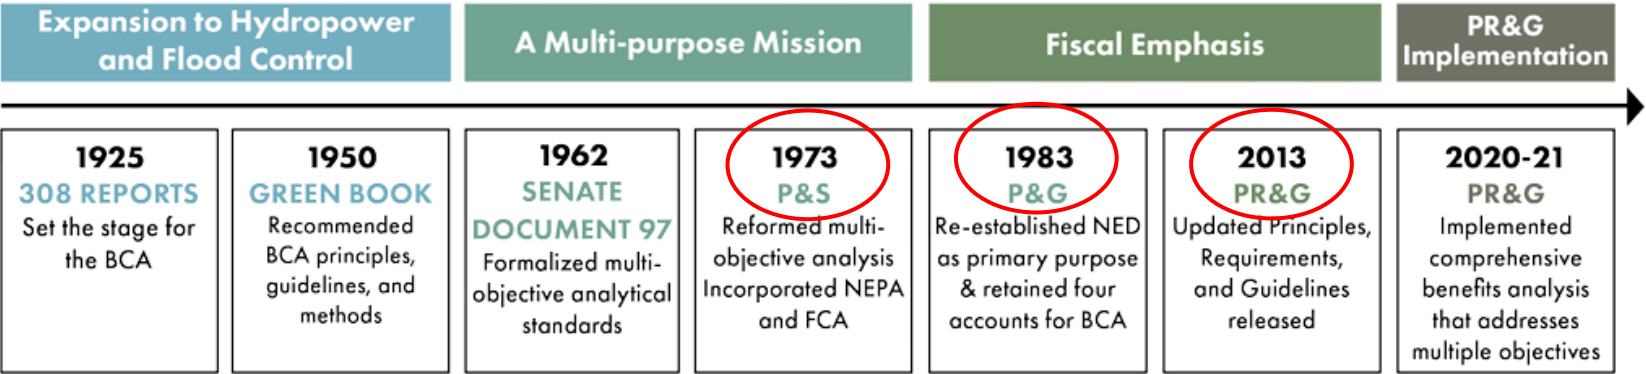 Expansion to Hydropower
and Flood Control
A Multi-purpose Mission
Fiscal Emphasis
PR&G
Implementation
1925
308 REPORTS
Set the stage for
the BCA
1950
GREEN BOOK
Recommended
BCA principles,
guidelines, and
methods
1962
SENATE
DOCUMENT 97
Formalized multi-
objective analytical
standards
1973
P&S
Reformed multi-
objective analysis
Incorporated NEPA
and FCA
1983
P&G
Re-established NED
as primary purpose
& retained four
accounts for BCA
2013
PR&G
Updated Principles,
Requirements,
and Guidelines
released
2020-21
PR&G
Implemented
comprehensive
benefits analysis
that addresses
multiple objectives